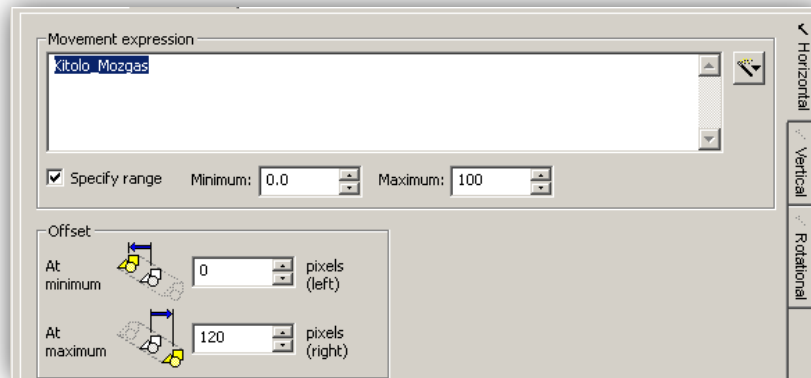 Movement expression
Kitolo_Mozgas
Specify range Minimum: 0.0 Maximum: 100
Offset
At minimum 0 pixels (left)
At maximum 120 pixels (right)
Horizontal
Vertical
Rotational